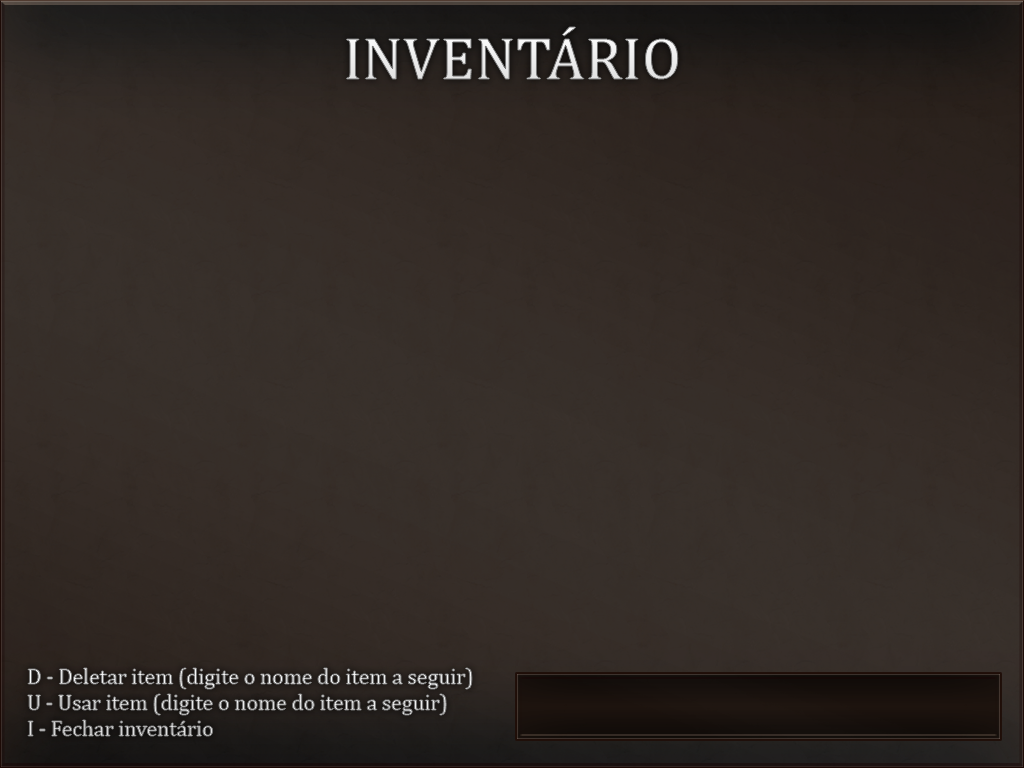 INVENTÁRIO
D - Deletar item (digite o nome do item a seguir)
U - Usar item (digite o nome do item a seguir)
I - Fechar inventário